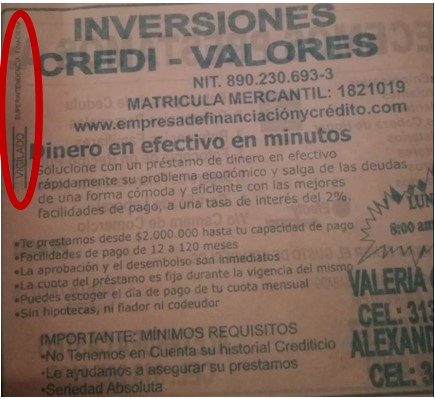 VIGILADO SUPERINTENDENCIA
INVERSIONES
CREDI - VALORES
NIT. 890.230.693-3
MATRICULA MERCANTIL: 1821019
www.empresadefinanciaciónycrédito.com
Dinero en efectivo en minutos
Solucione con un préstamo de dinero en efectivo
rápidamente su problema económico y salga de las deudas
de una forma cómoda y eficiente con las mejores
facilidades de pago, a una tasa de interés del 2%.
•Te prestamos desde $2.000.000 hasta tu capacidad de pago
•Facilidades de pago de 12 a 120 meses
•La aprobación y el desembolso son inmediatos
•La cuota del préstamo es fija durante la vigencia del mismo
•Puedes escoger el día de pago de tu cuota mensual
•Sin hipotecas, ni fiador ni codeudor
LUN
8:00 am
VALERIA
CEL: 313
ALEXAND
CEL: 3
IMPORTANTE: MÍNIMOS REQUISITOS
•No Tenemos en Cuenta su historial Crediticio
•Le ayudamos a asegurar su prestamos
•Seriedad Absoluta